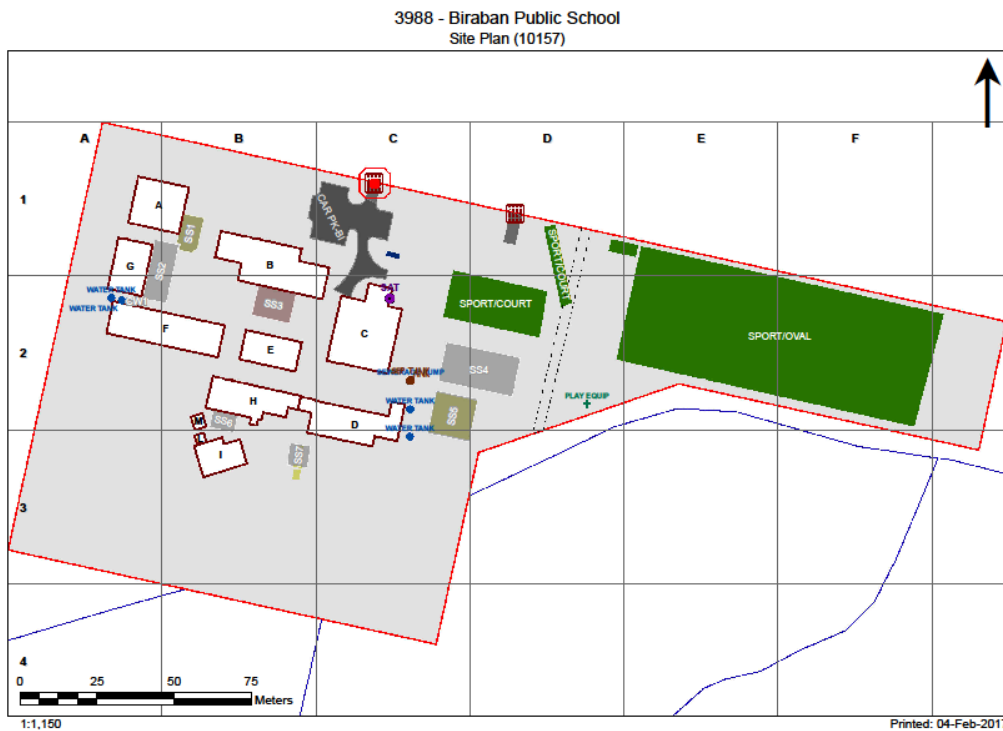 3988 - Biraban Public School
Site Plan (10157)
A B C D E F
1
A
CAR PK-BI
SS1
SPORT/COURT
G
SS2
B
SAT
WATER TANK
WATER TANK
SS3
SPORT/COURT
F
C
SPORT/OVAL
2
E
SS4
H
WATER TANK
PLAY EQUIP
M
SS6
D
SS5
WATER TANK
I
SS7
3
4
0 25 50 75
Meters
1:1,150
Printed: 04-Feb-2017